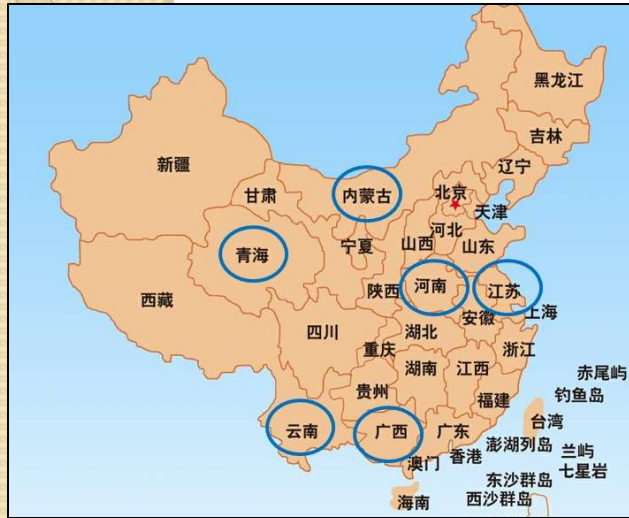 黑龙江
吉林
辽宁
新疆
甘肃
内蒙古
北京
天津
河北
宁夏
山西
山东
青海
陕西
河南
江苏
西藏
安徽
上海
四川
湖北
重庆
浙江
湖南
江西
赤尾屿
贵州
钓鱼岛
福建
台湾
云南
广西
广东
澎湖列岛
兰屿
香港
澳门
七星岩
东沙群岛
海南
西沙群岛